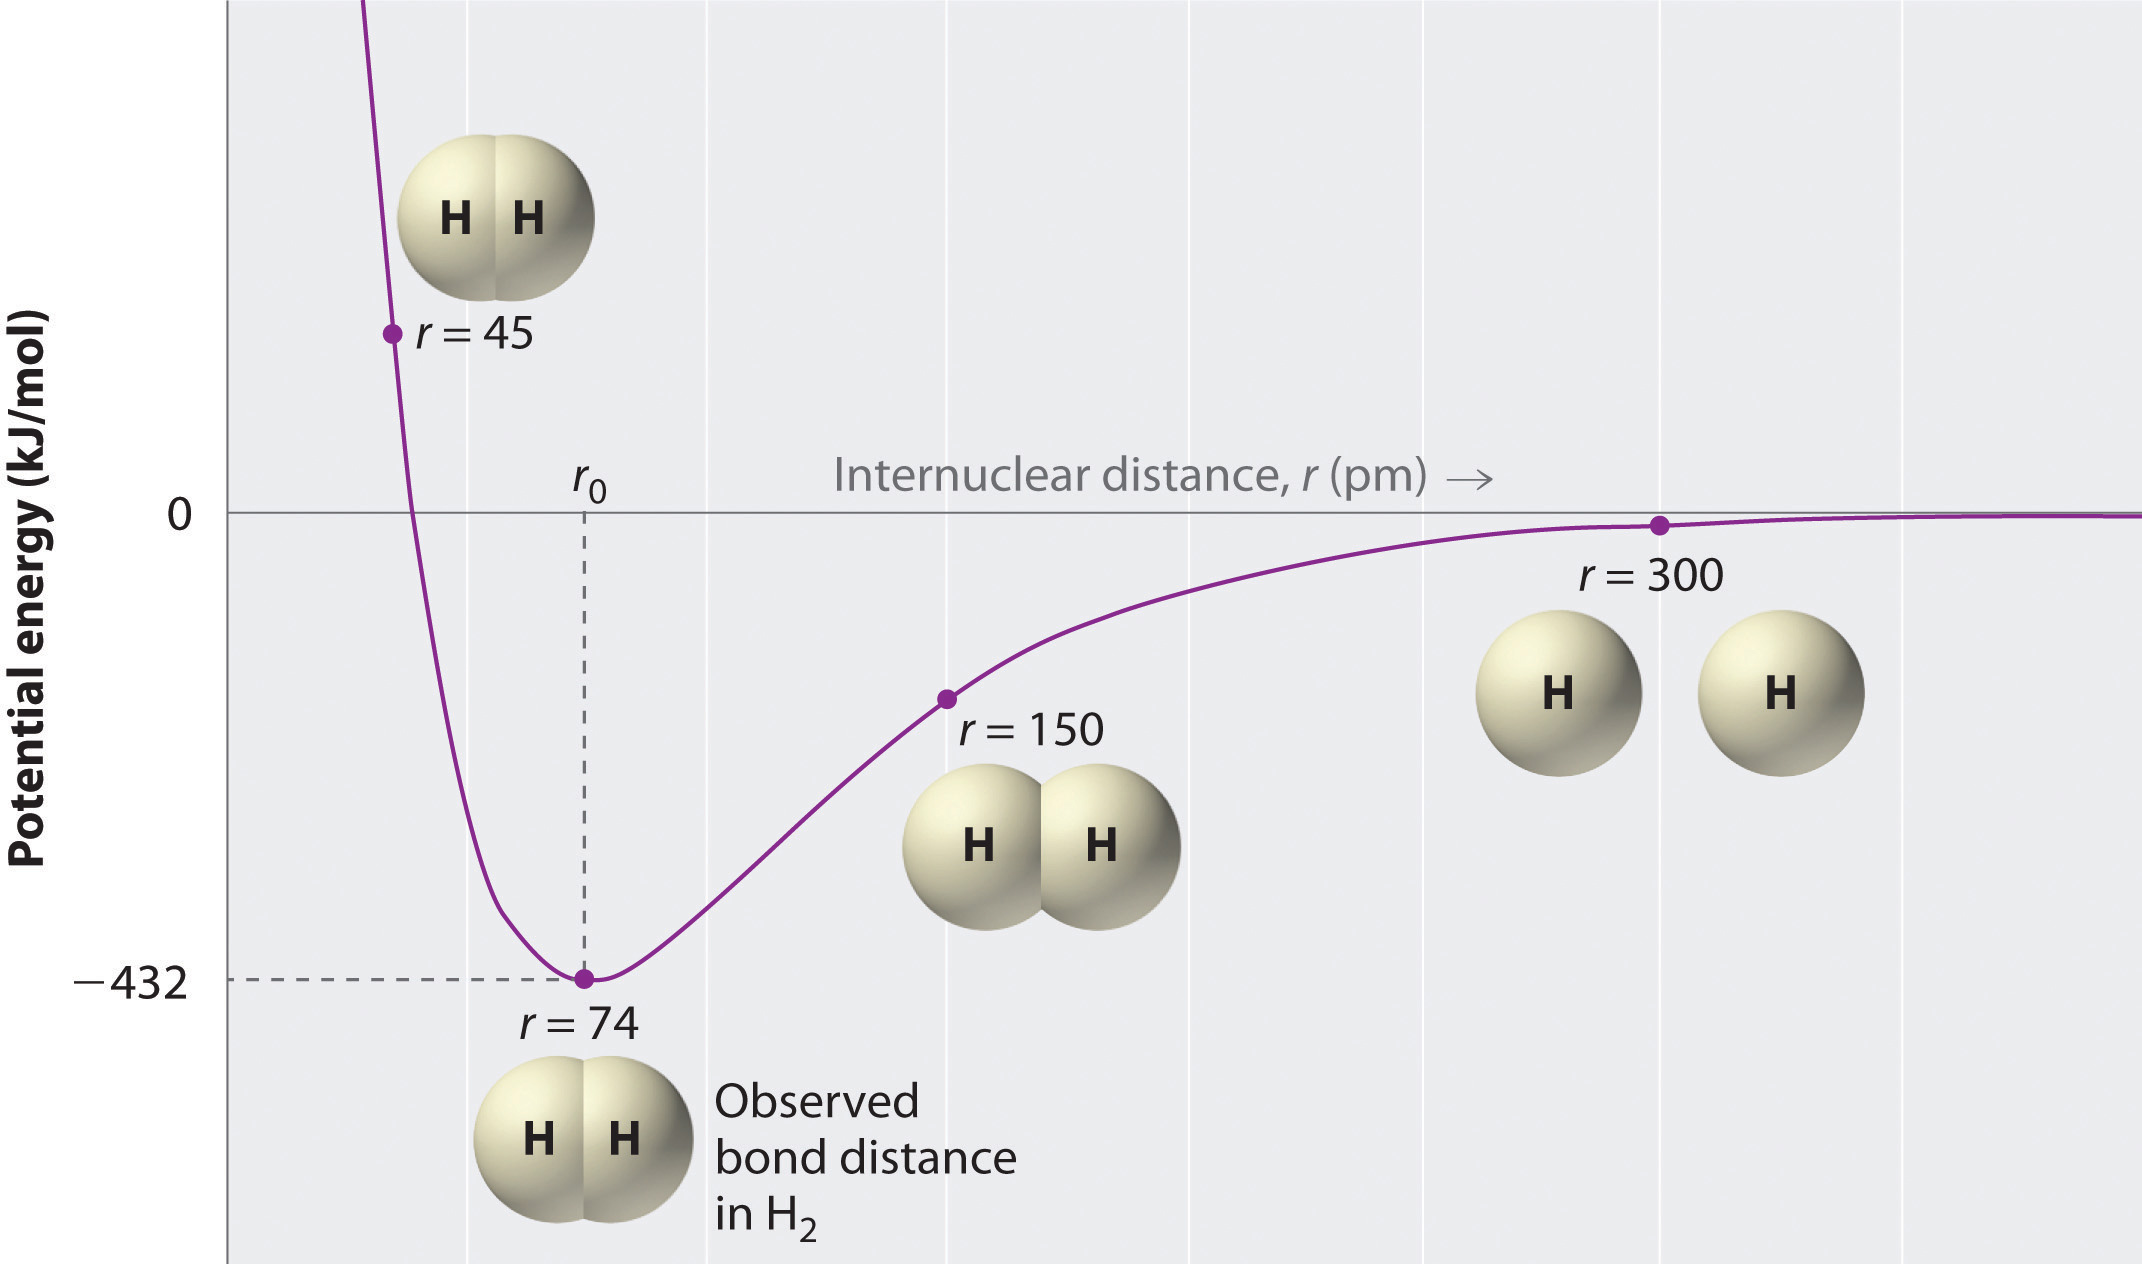 Potential energy (kJ/mol)
H H
r = 45
r₀
Internuclear distance, r (pm) →
0
r = 300
H H
r = 150
H H
−432
r = 74
H H
Observed
bond distance
in H₂